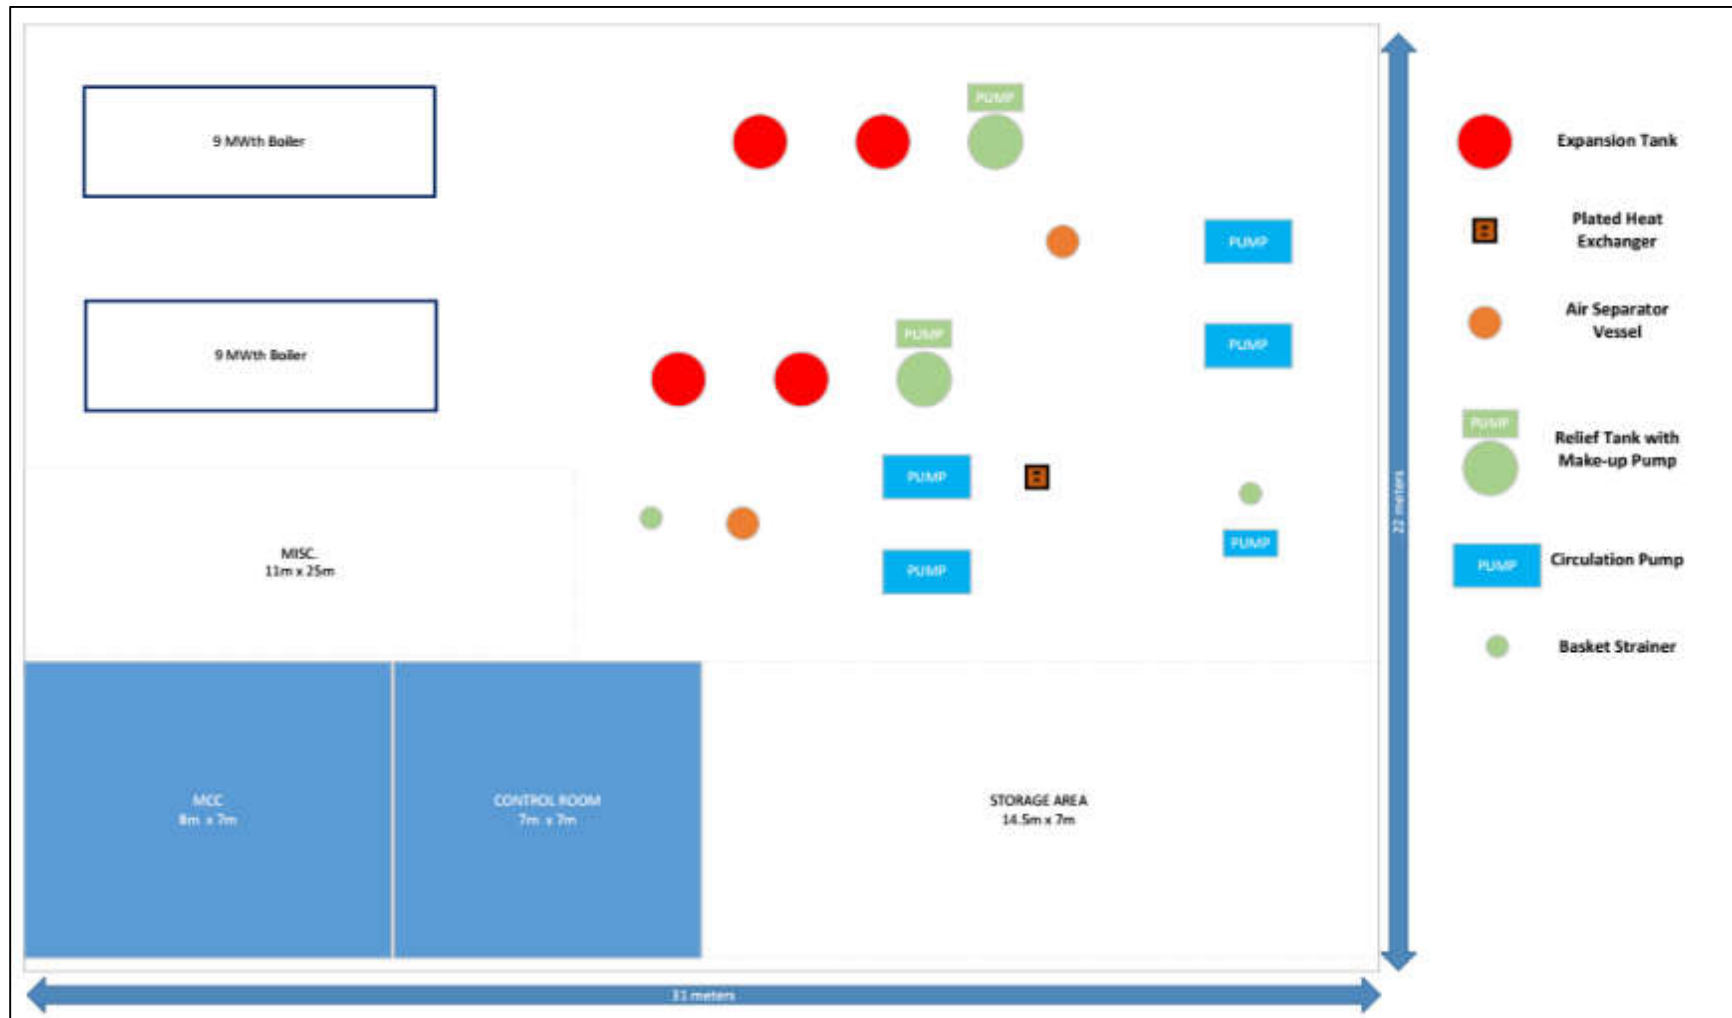 PUMP
9 MWth Boiler
PUMP
PUMP
PUMP
9 MWth Boiler
PUMP
PUMP
PUMP
MISC.
11m x 25m
MCC
8m x 7m
CONTROL ROOM
7m x 7m
STORAGE AREA
14.5m x 7m
31 meters
22 meters
Expansion Tank
Plated Heat
Exchanger
Air Separator
Vessel
PUMP
Relief Tank with
Make-up Pump
PUMP
Circulation Pump
Basket Strainer